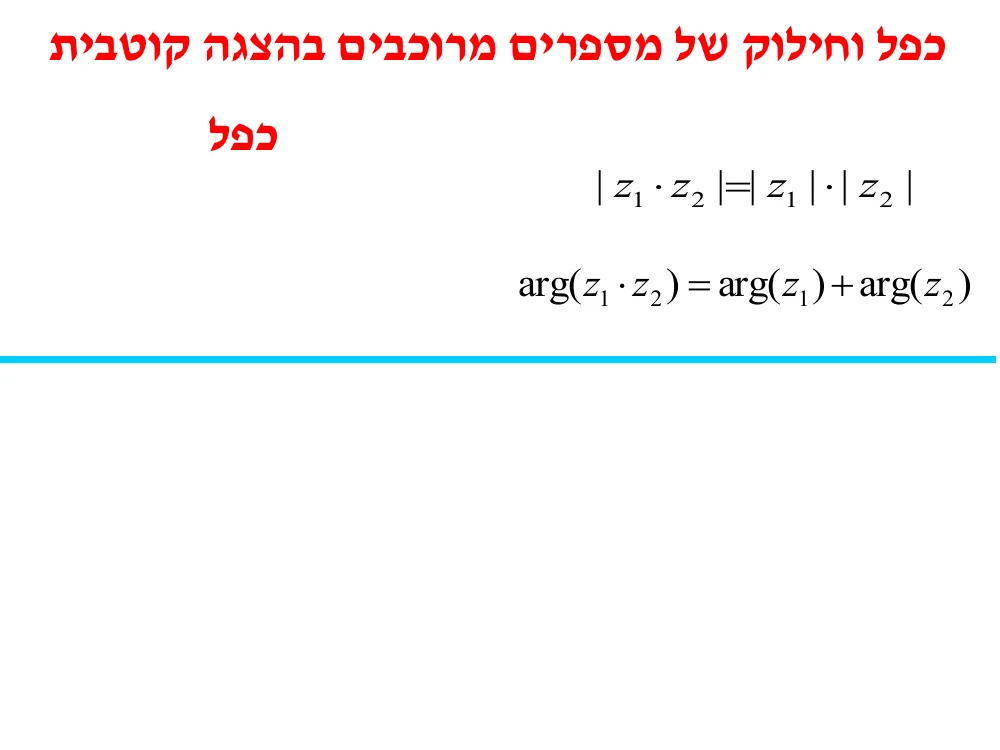 כפל וחילוק של מספרים מרוכבים בהצגה קוטבית
כפל
| z₁ · z₂ |=| z₁ | · | z₂ |
arg(z₁ · z₂) = arg(z₁) + arg(z₂)